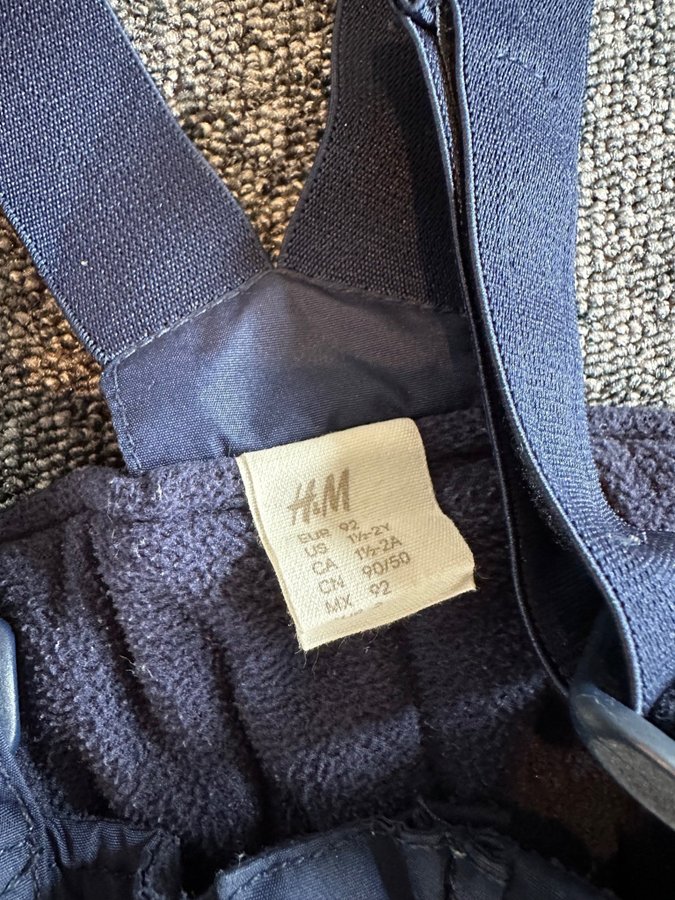 H&M
EUR 92
US 1½-2Y
CA 1½-2A
CN 90/50
MX 92